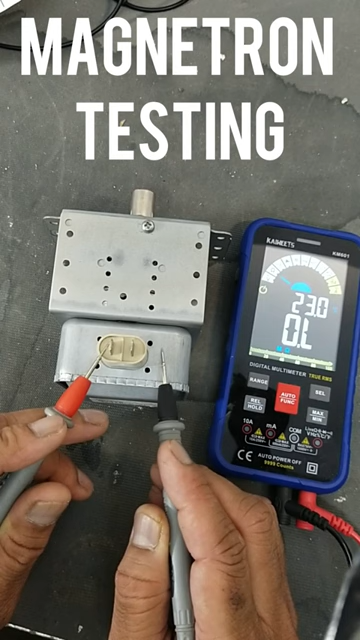 MAGNETRON
TESTING
KAIWEETS
KM601
23.0
0.L
DIGITAL MULTIMETER TRUE RMS
RANGE
AUTO
FUNC
SEL
REL
HOLD
MAX
MIN
10A
mA
COM
CE
AUTO POWER OFF
9999 Counts